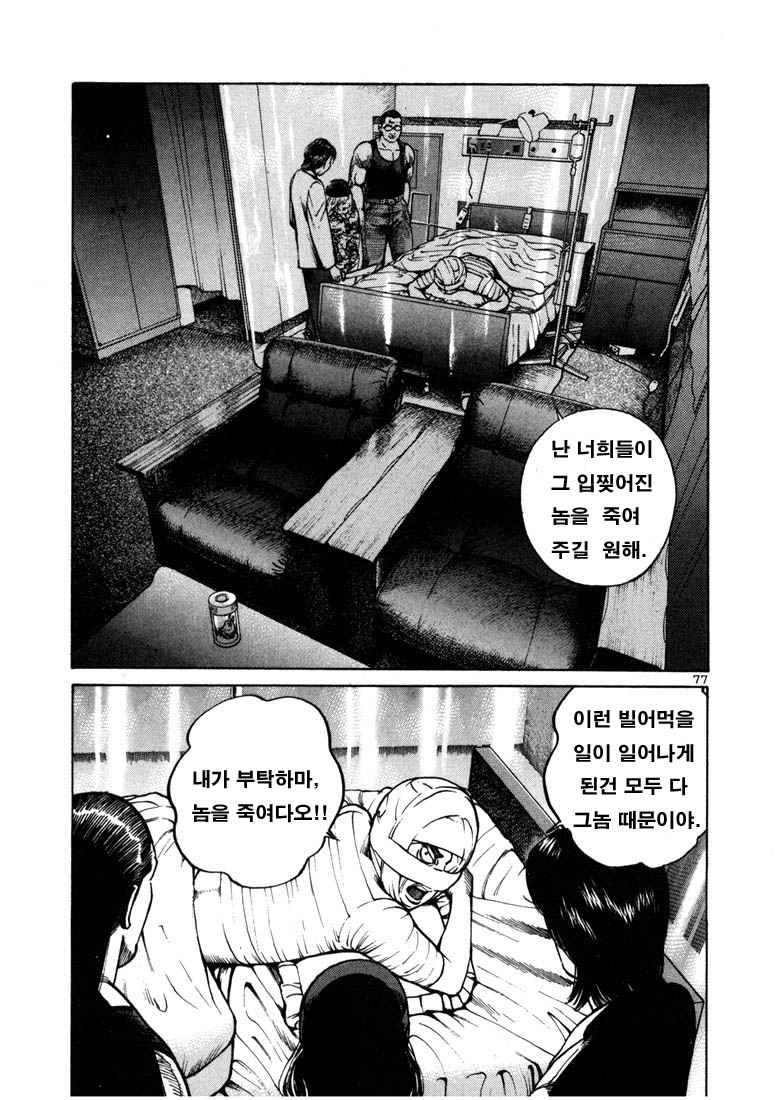 난 너희들이
그 입찢어진
놈을 죽여
주길 원해.
77
이런 빌어먹을
일이 일어나게
된건 모두 다
그놈 때문이야.
내가 부탁하마,
놈을 죽여다오!!